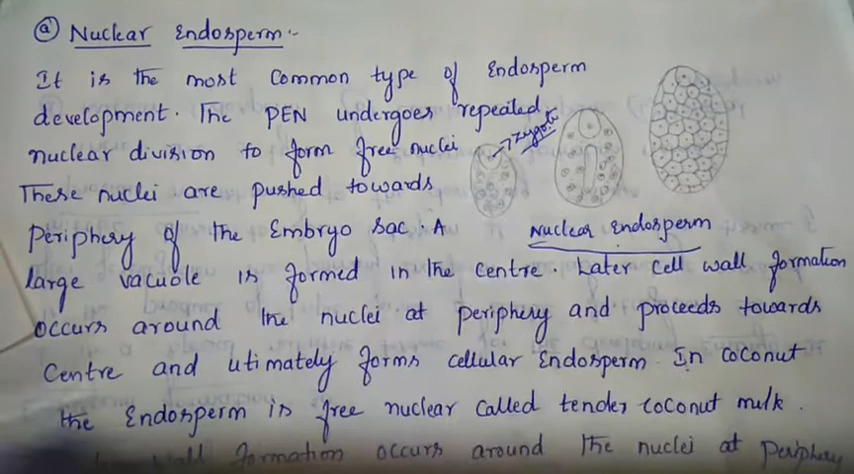 ⓐ Nuclear Endosperm :-
It is the most common type of Endosperm
development. The PEN undergoes repeated
→ Zygote
nuclear division to form free nuclei
These nuclei are pushed towards
Periphery of the Embryo sac. A
Nuclear Endosperm
large vacuole is formed in the centre. Later cell wall formation
occurs around the nuclei at periphery and proceeds towards
Centre and utimately forms cellular Endosperm. In coconut
the Endosperm is free nuclear called tender coconut milk.
wall formation occurs around the nuclei at periphery